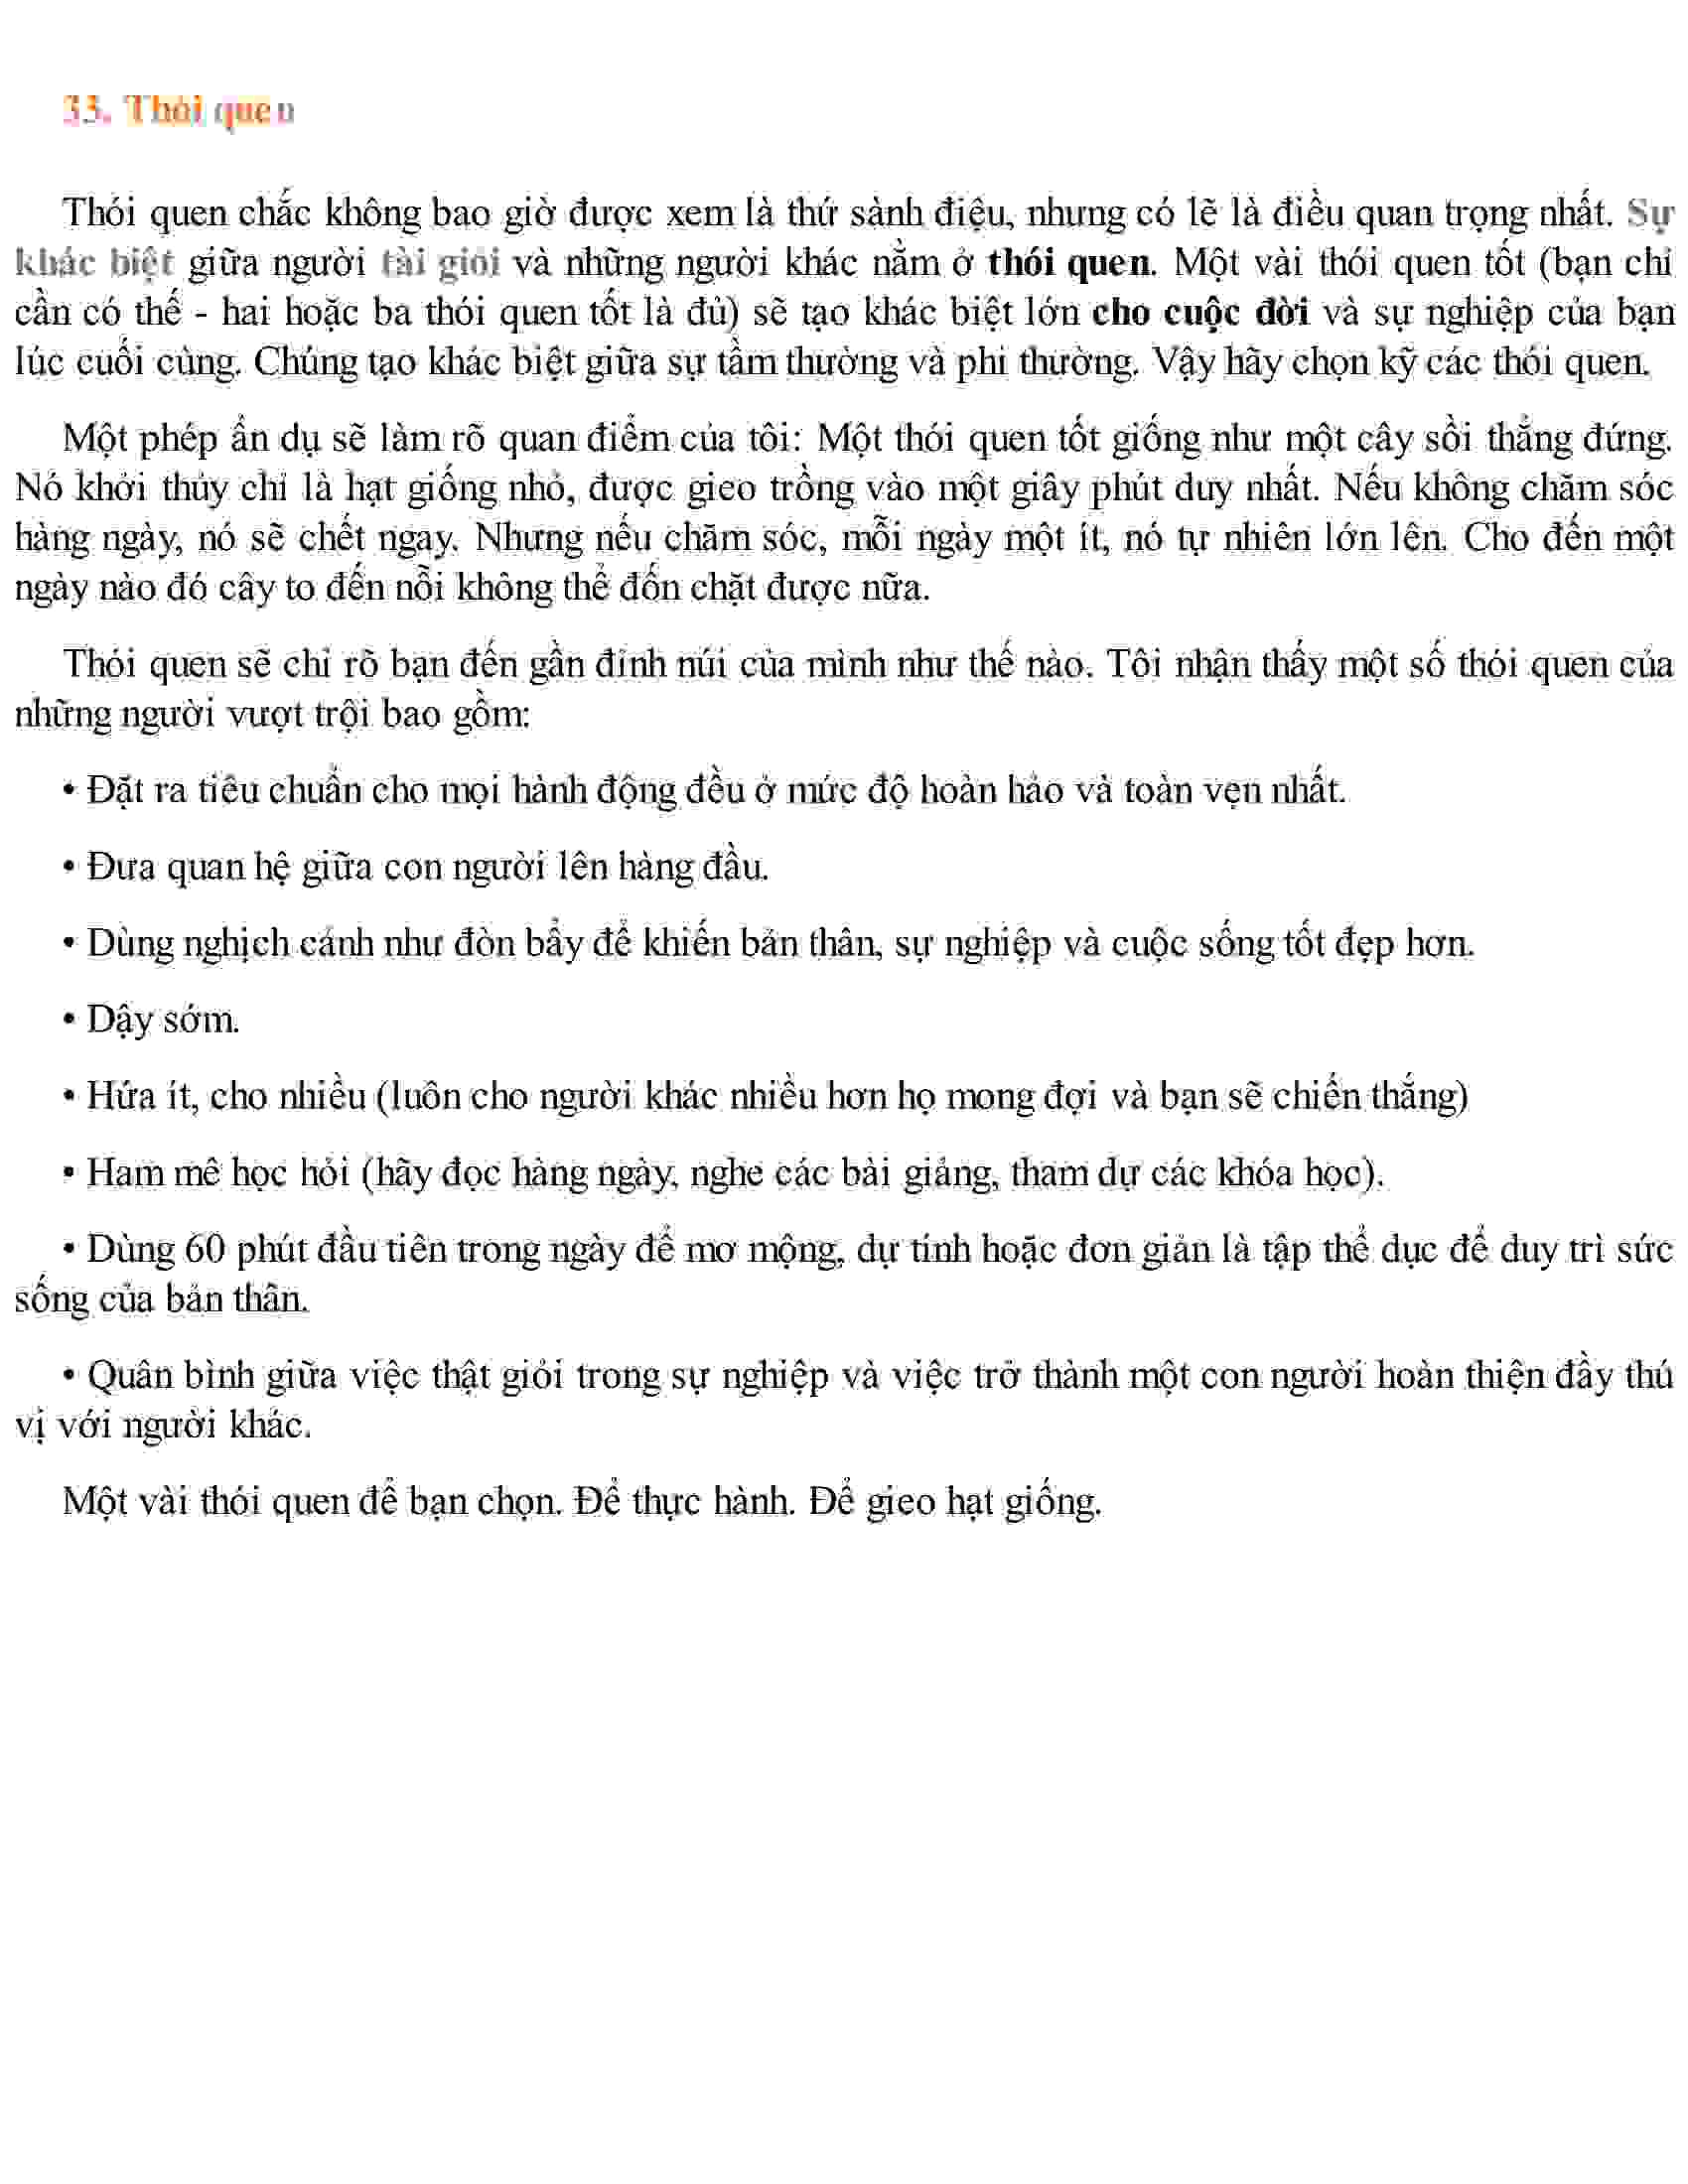 33. Thói quen
Thói quen chắc không bao giờ được xem là thứ sành điệu, nhưng có lẽ là điều quan trọng nhất. Sự
khác biệt giữa người tài giỏi và những người khác nằm ở thói quen. Một vài thói quen tốt (bạn chỉ
cần có thế - hai hoặc ba thói quen tốt là đủ) sẽ tạo khác biệt lớn cho cuộc đời và sự nghiệp của bạn
lúc cuối cùng. Chúng tạo khác biệt giữa sự tầm thường và phi thường. Vậy hãy chọn kỹ các thói quen.
Một phép ẩn dụ sẽ làm rõ quan điểm của tôi: Một thói quen tốt giống như một cây sồi thẳng đứng.
Nó khởi thủy chỉ là hạt giống nhỏ, được gieo trồng vào một giây phút duy nhất. Nếu không chăm sóc
hàng ngày, nó sẽ chết ngay. Nhưng nếu chăm sóc, mỗi ngày một ít, nó tự nhiên lớn lên. Cho đến một
ngày nào đó cây to đến nỗi không thể đốn chặt được nữa.
Thói quen sẽ chỉ rõ bạn đến gần đỉnh núi của mình như thế nào. Tôi nhận thấy một số thói quen của
những người vượt trội bao gồm:
• Đặt ra tiêu chuẩn cho mọi hành động đều ở mức độ hoàn hảo và toàn vẹn nhất.
• Đưa quan hệ giữa con người lên hàng đầu.
• Dùng nghịch cảnh như đòn bẩy để khiến bản thân, sự nghiệp và cuộc sống tốt đẹp hơn.
• Dậy sớm.
• Hứa ít, cho nhiều (luôn cho người khác nhiều hơn họ mong đợi và bạn sẽ chiến thắng)
• Ham mê học hỏi (hãy đọc hàng ngày, nghe các bài giảng, tham dự các khóa học).
• Dùng 60 phút đầu tiên trong ngày để mơ mộng, dự tính hoặc đơn giản là tập thể dục để duy trì sức
sống của bản thân.
• Quân bình giữa việc thật giỏi trong sự nghiệp và việc trở thành một con người hoàn thiện đầy thú
vị với người khác.
Một vài thói quen để bạn chọn. Để thực hành. Để gieo hạt giống.